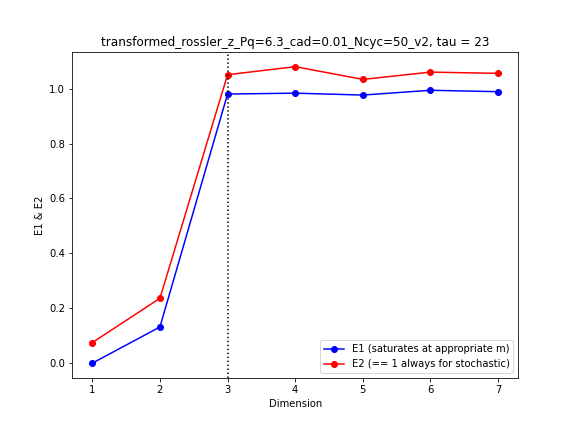 transformed_rossler_z_Pq=6.3_cad=0.01_Ncyc=50_v2, tau = 23
E1 & E2
1.0
0.8
0.6
0.4
0.2
0.0
E1 (saturates at appropriate m)
E2 (== 1 always for stochastic)
1 2 3 4 5 6 7
Dimension